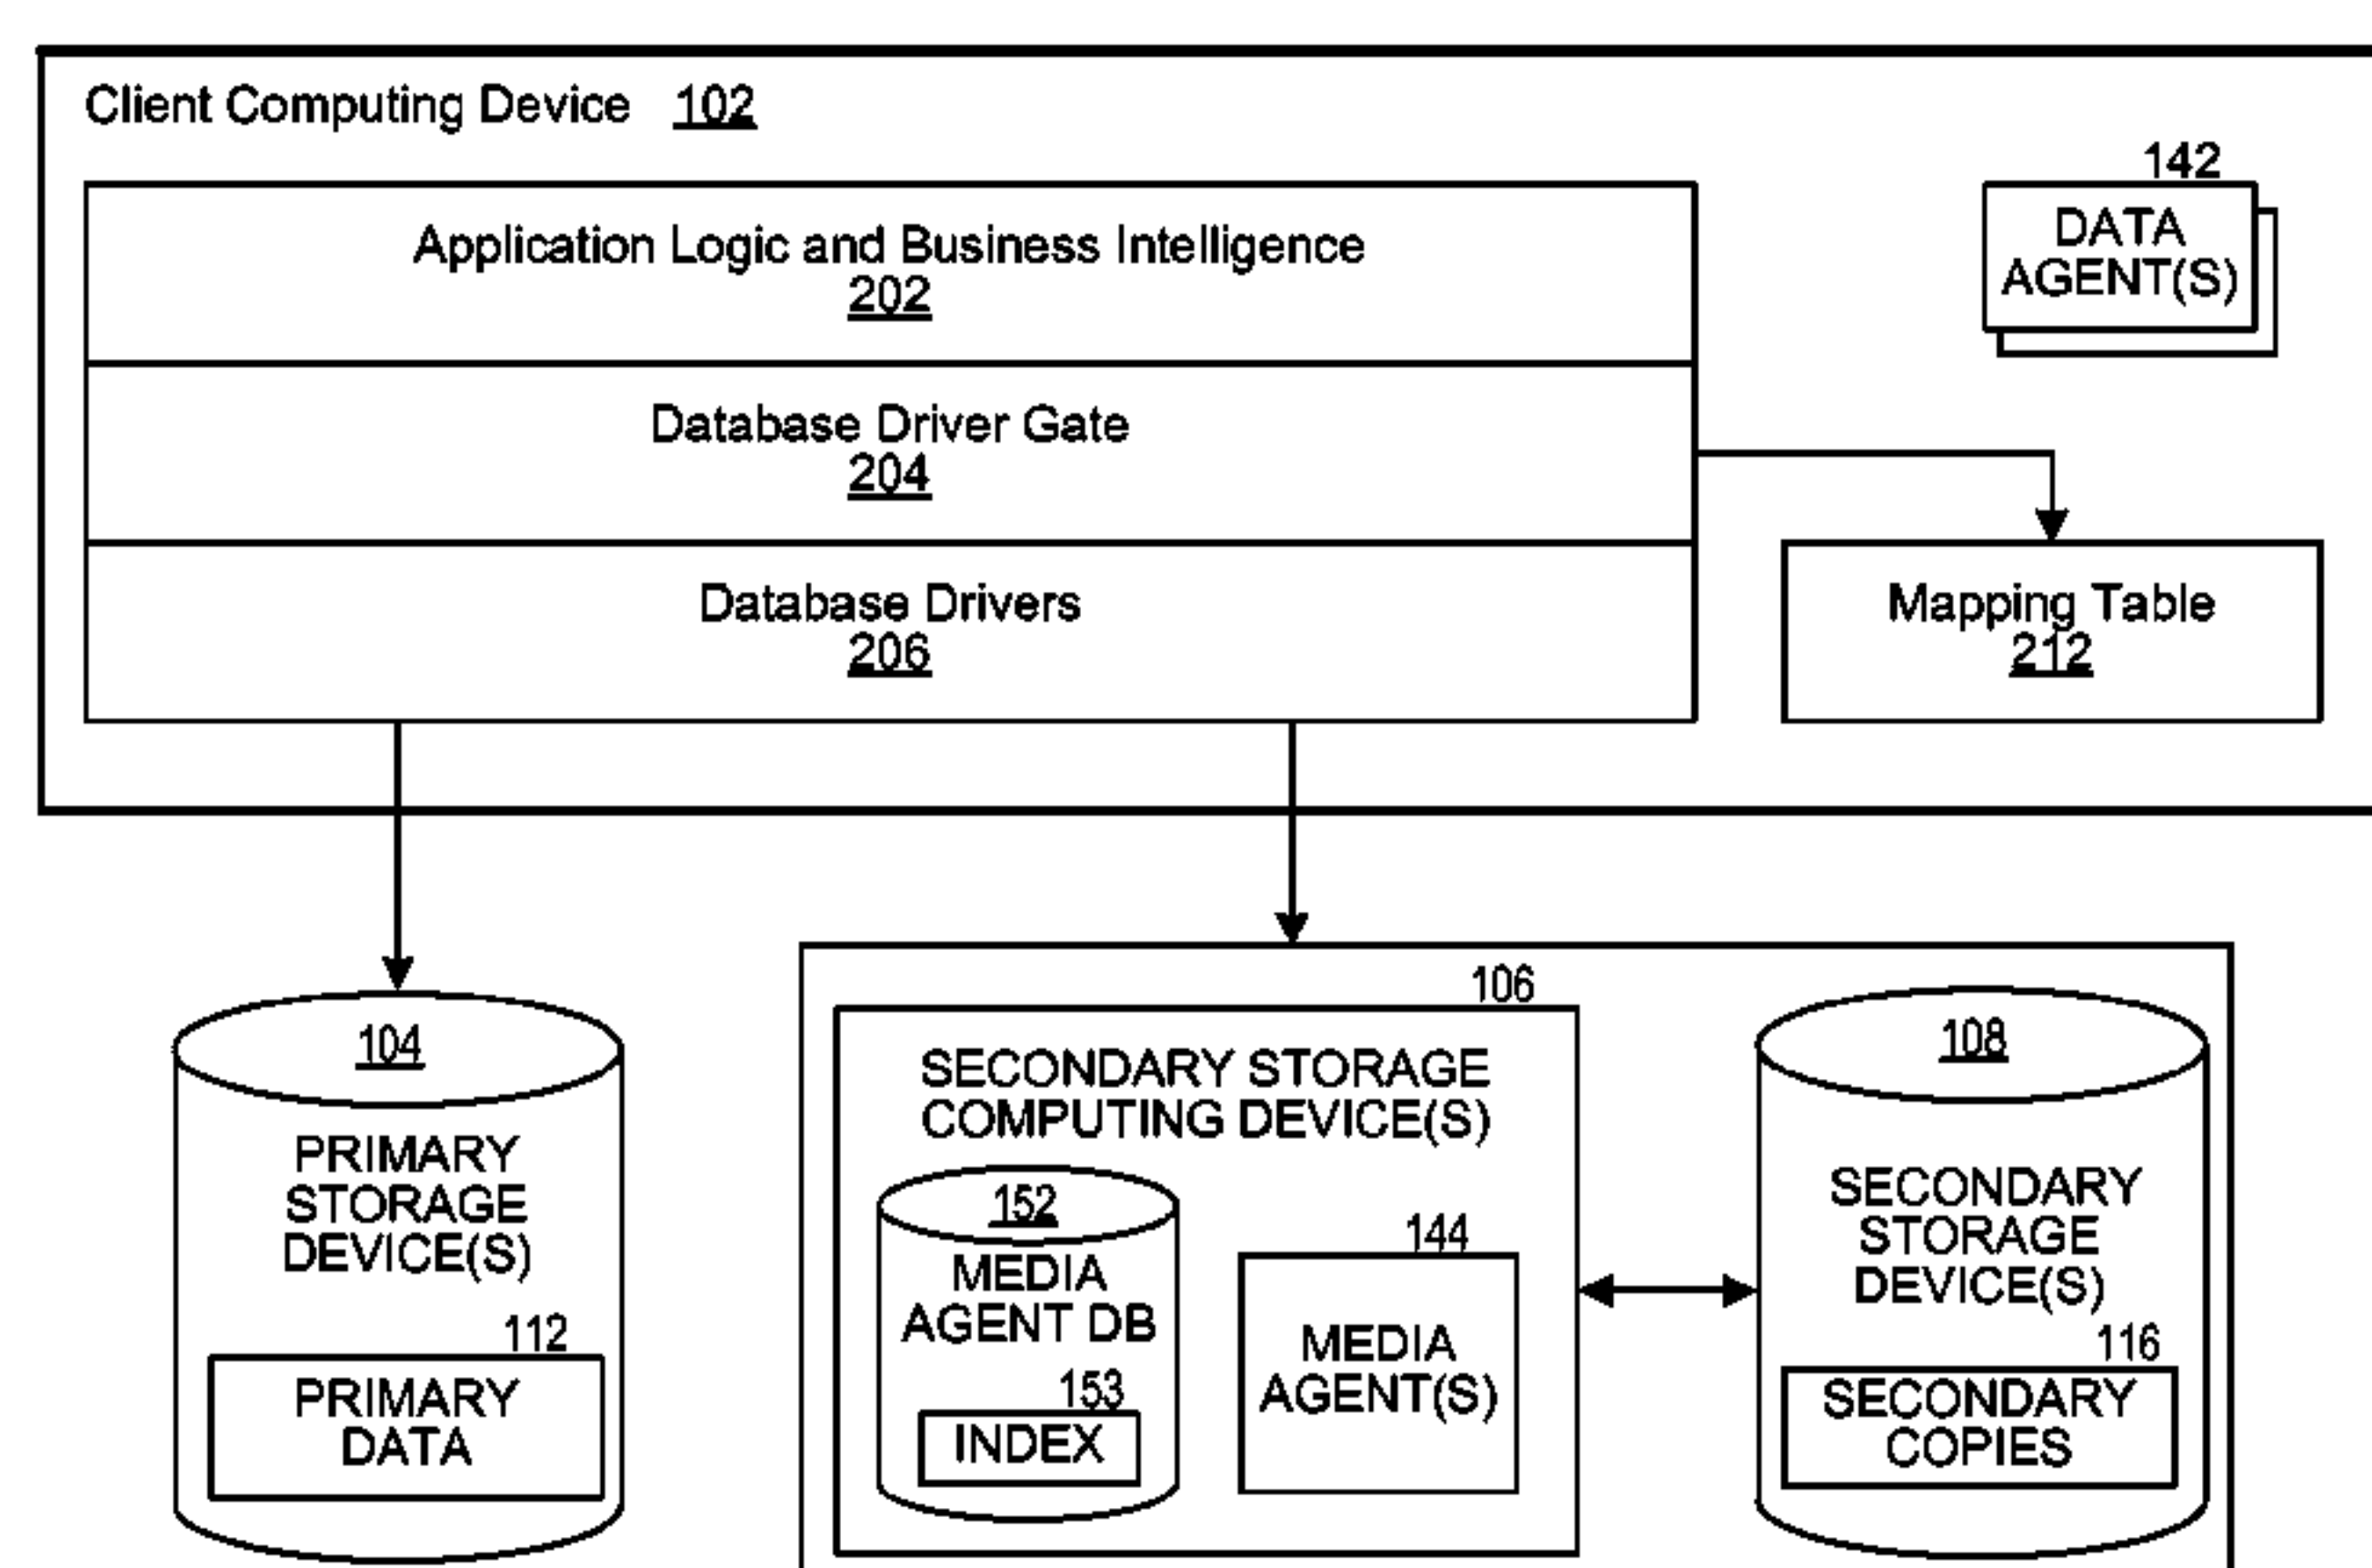 Client Computing Device 102
142
DATA
AGENT(S)
Application Logic and Business Intelligence
202
Database Driver Gate
204
Database Drivers
206
Mapping Table
212
104
PRIMARY
STORAGE
DEVICE(S)
112
PRIMARY
DATA
106
SECONDARY STORAGE
COMPUTING DEVICE(S)
152
MEDIA
AGENT DB
153
INDEX
144
MEDIA
AGENT(S)
108
SECONDARY
STORAGE
DEVICE(S)
116
SECONDARY
COPIES